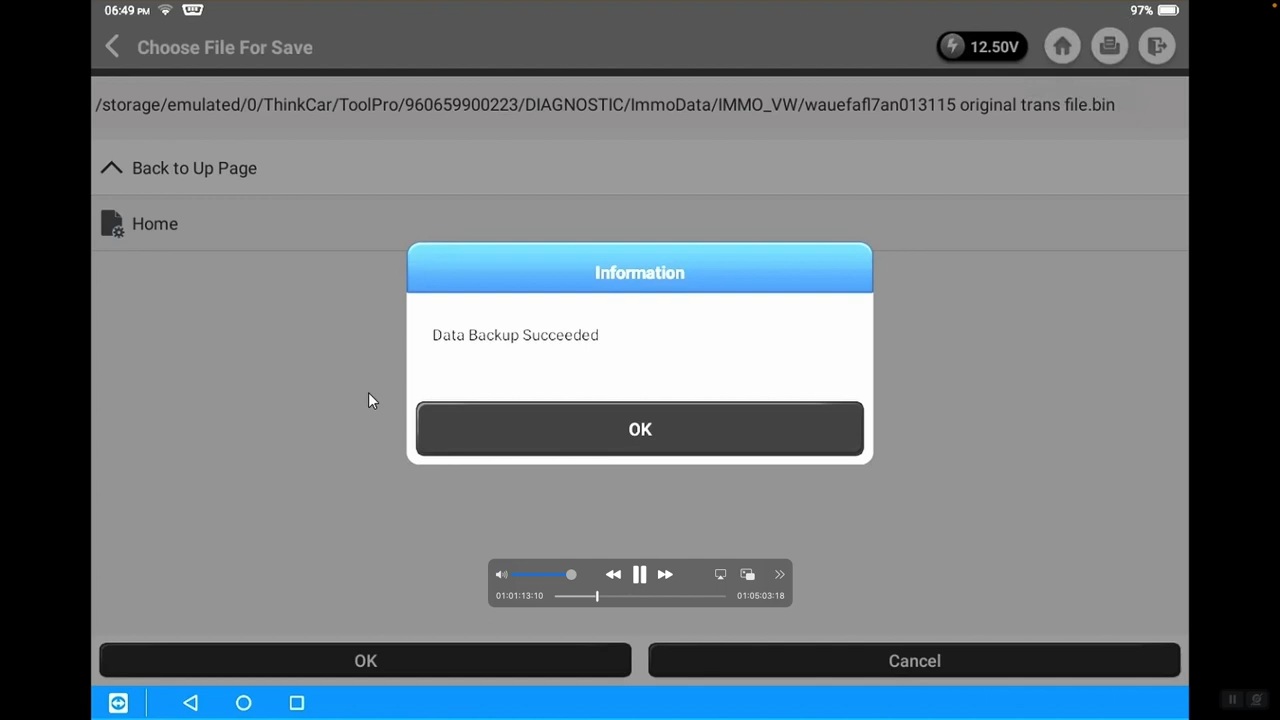 06:49 PM
97%
Choose File For Save
12.50V
/storage/emulated/0/ThinkCar/ToolPro/960659900223/DIAGNOSTIC/ImmoData/IMMO_VW/wauefafl7an013115 original trans file.bin
Back to Up Page
Home
Information
Data Backup Succeeded
OK
01:01:13:10
01:05:03:18
OK
Cancel